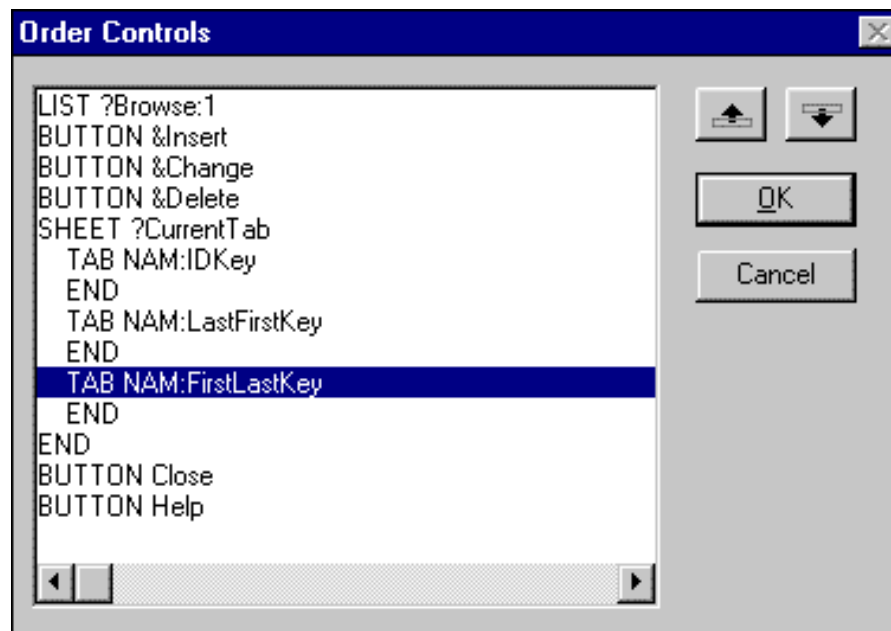 Order Controls
LIST ?Browse:1
BUTTON &Insert
BUTTON &Change
BUTTON &Delete
SHEET ?CurrentTab
TAB NAM:IDKey
END
TAB NAM:LastFirstKey
END
TAB NAM:FirstLastKey
END
END
BUTTON Close
BUTTON Help
OK
Cancel